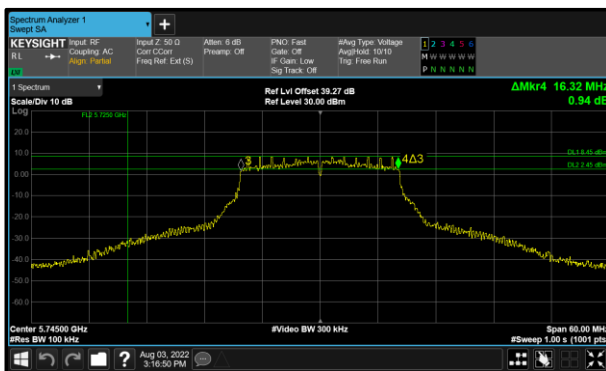 Spectrum Analyzer 1
Swept SA
KEYSIGHT
RL
Input: RF
Coupling: AC
Align: Partial
Input Z: 50 Ω
Corr CCorr
Freq Ref: Ext (S)
Atten: 6 dB
Preamp: Off
PNO: Fast
Gate: Off
IF Gain: Low
Sig Track: Off
#Avg Type: Voltage
Avg|Hold: 10/10
Trig: Free Run
1 2 3 4 5 6
M W W W W W
P N N N N N
1 Spectrum
Scale/Div 10 dB
Log
Ref Lvl Offset 39.27 dB
Ref Level 30.00 dBm
ΔMkr4 16.32 MHz
0.94 dB
FL2 5.7250 GHz
3
4Δ3
DL1 8.45 dBm
DL2 2.45 dBm
20.0
10.0
0.00
-10.0
-20.0
-30.0
-40.0
-50.0
-60.0
Center 5.74500 GHz
#Res BW 100 kHz
#Video BW 300 kHz
Span 60.00 MHz
#Sweep 1.00 s (1001 pts)
?
Aug 03, 2022
3:16:50 PM